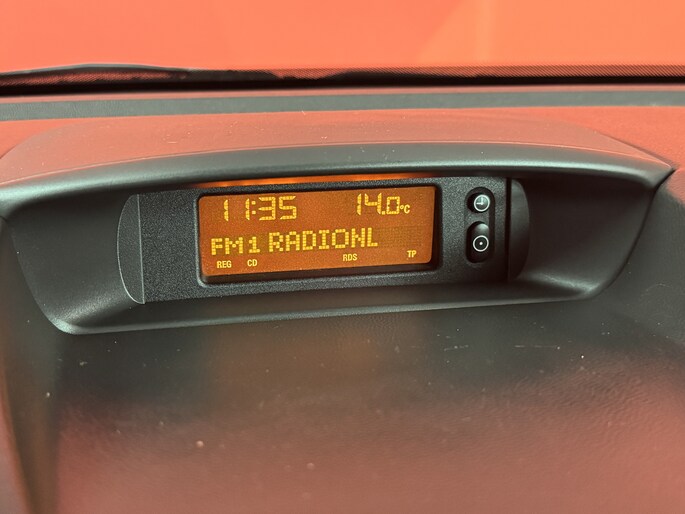 11:35 14.0°C
FM1 RADIONL
REG CD RDS TP